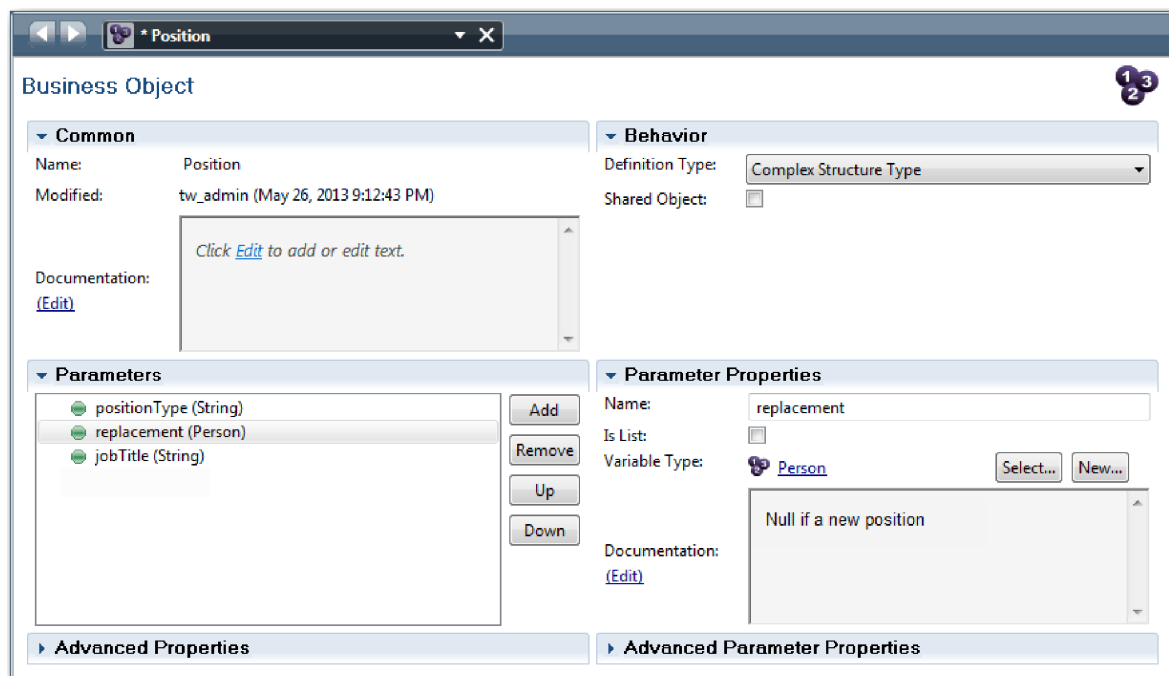 * Position
Business Object
Common
Name: Position
Modified: tw_admin (May 26, 2013 9:12:43 PM)
Click Edit to add or edit text.
Documentation:
(Edit)
Behavior
Definition Type: Complex Structure Type
Shared Object:
Parameters
positionType (String)
replacement (Person)
jobTitle (String)
Add
Remove
Up
Down
Parameter Properties
Name: replacement
Is List:
Variable Type: Person Select... New...
Null if a new position
Documentation:
(Edit)
Advanced Properties
Advanced Parameter Properties